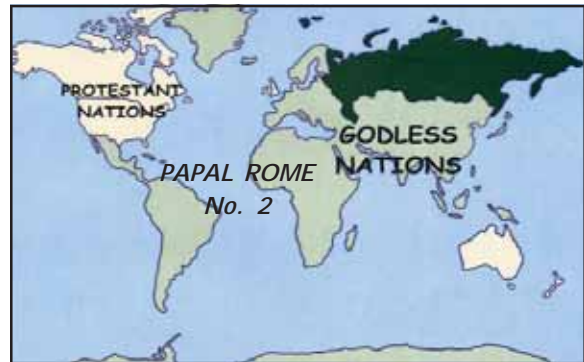 PROTESTANT
NATIONS
GODLESS
NATIONS
PAPAL ROME
No. 2